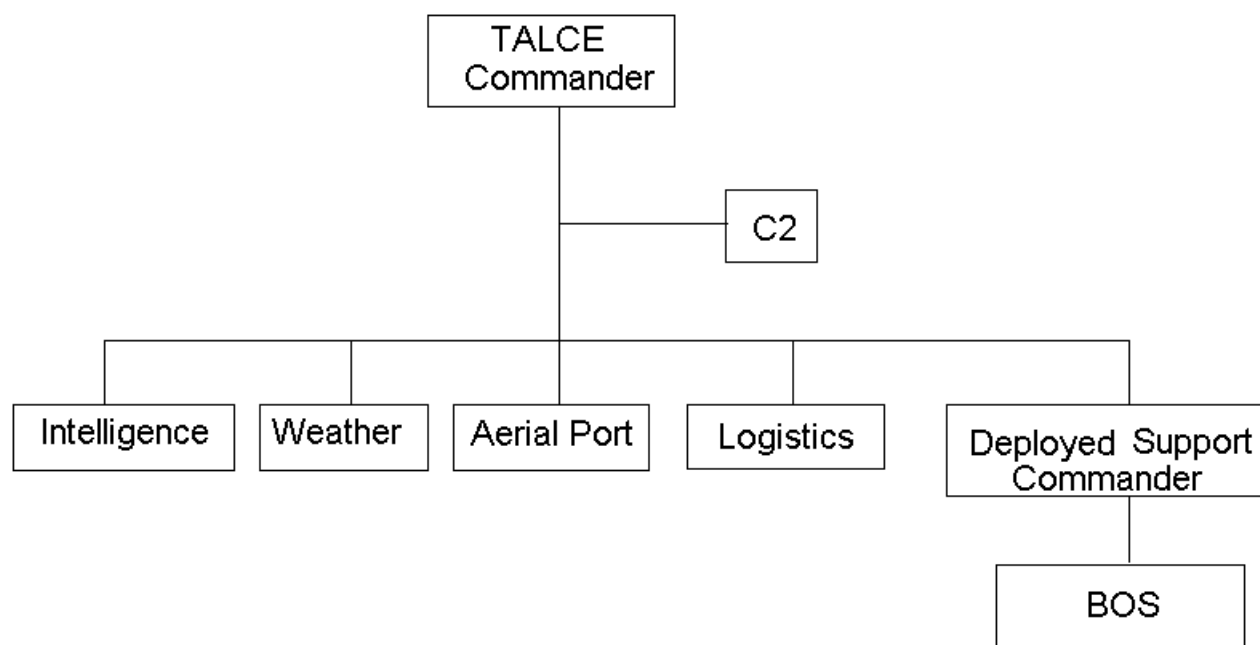 TALCE
Commander
C2
Intelligence
Weather
Aerial Port
Logistics
Deployed Support
Commander
BOS